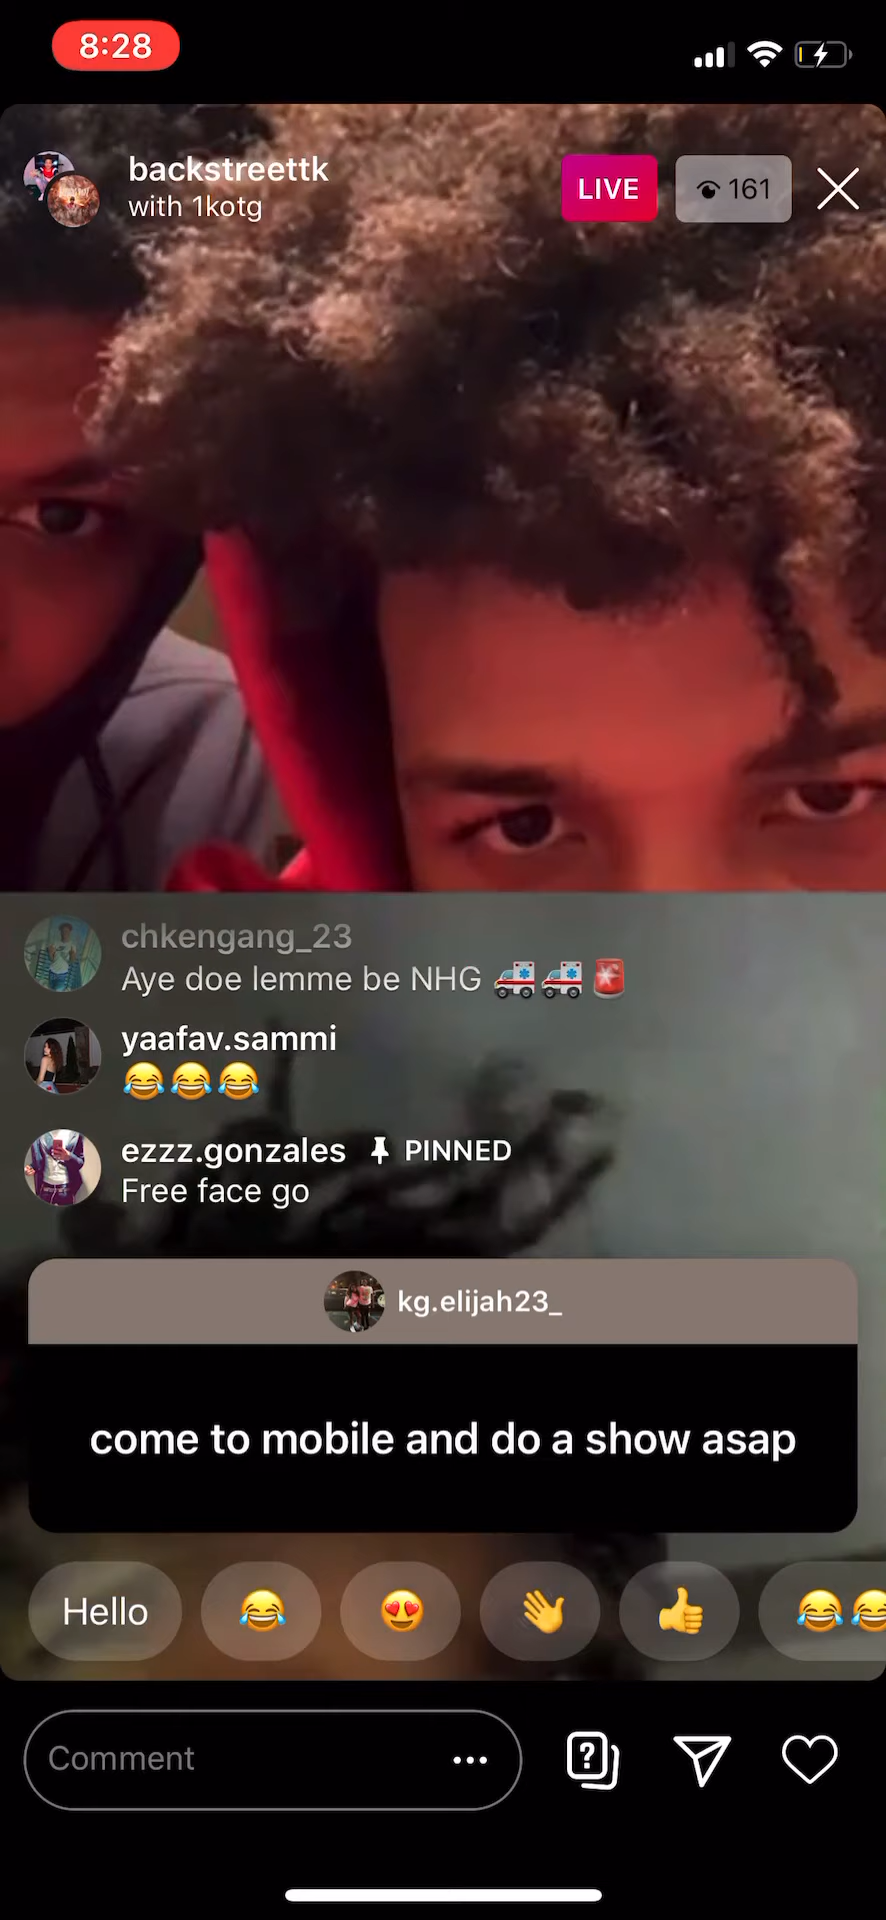 8:28
backstreettk
with 1kotg
LIVE
161
chkengang_23
Aye doe lemme be NHG 🚑🚑🚨
yaafav.sammi
😂😂😂
ezzz.gonzales PINNED
Free face go
kg.elijah23_
come to mobile and do a show asap
Hello 😂 😍 👋 👍 😂😂
Comment